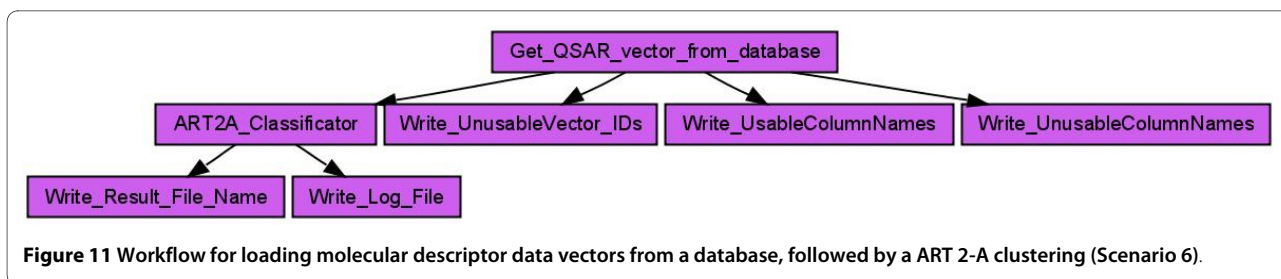 Get_QSAR_vector_from_database
ART2A_Classificator
Write_UnusableVector_IDs
Write_UsableColumnNames
Write_UnusableColumnNames
Write_Result_File_Name
Write_Log_File
Figure 11 Workflow for loading molecular descriptor data vectors from a database, followed by a ART 2-A clustering (Scenario 6).